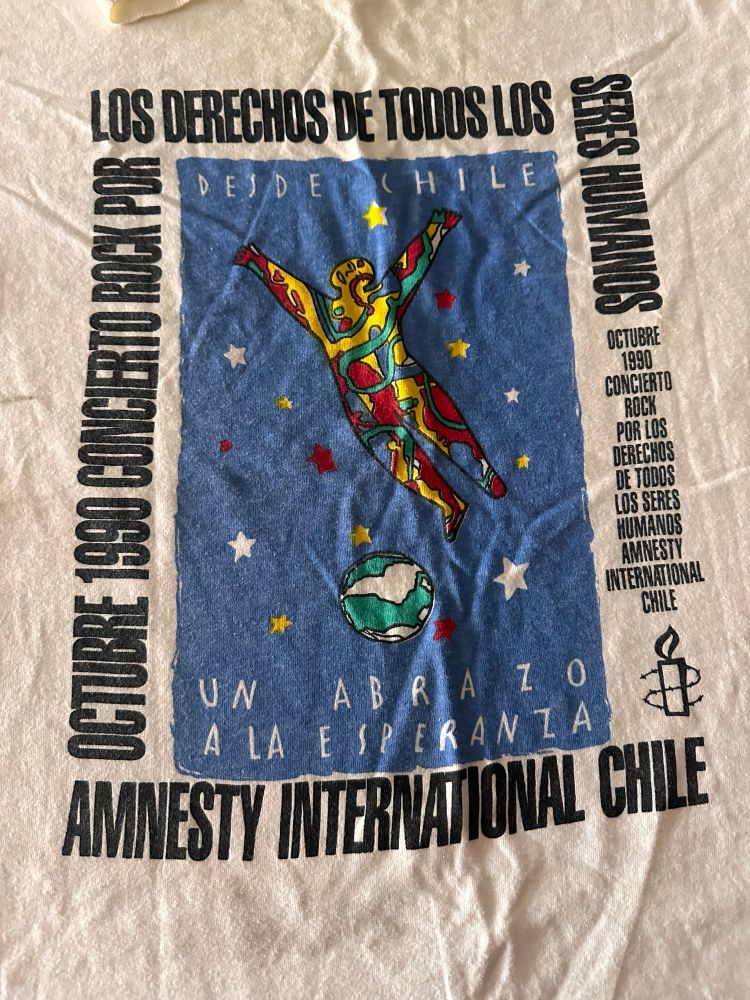 OCTUBRE 1990 CONCIERTO ROCK POR
LOS DERECHOS DE TODOS LOS
SERES HUMANOS
DESDE CHILE
UN ABRAZO
A LA ESPERANZA
OCTUBRE
1990
CONCIERTO
ROCK
POR LOS
DERECHOS
DE TODOS
LOS SERES
HUMANOS
AMNESTY
INTERNATIONAL
CHILE
AMNESTY INTERNATIONAL CHILE